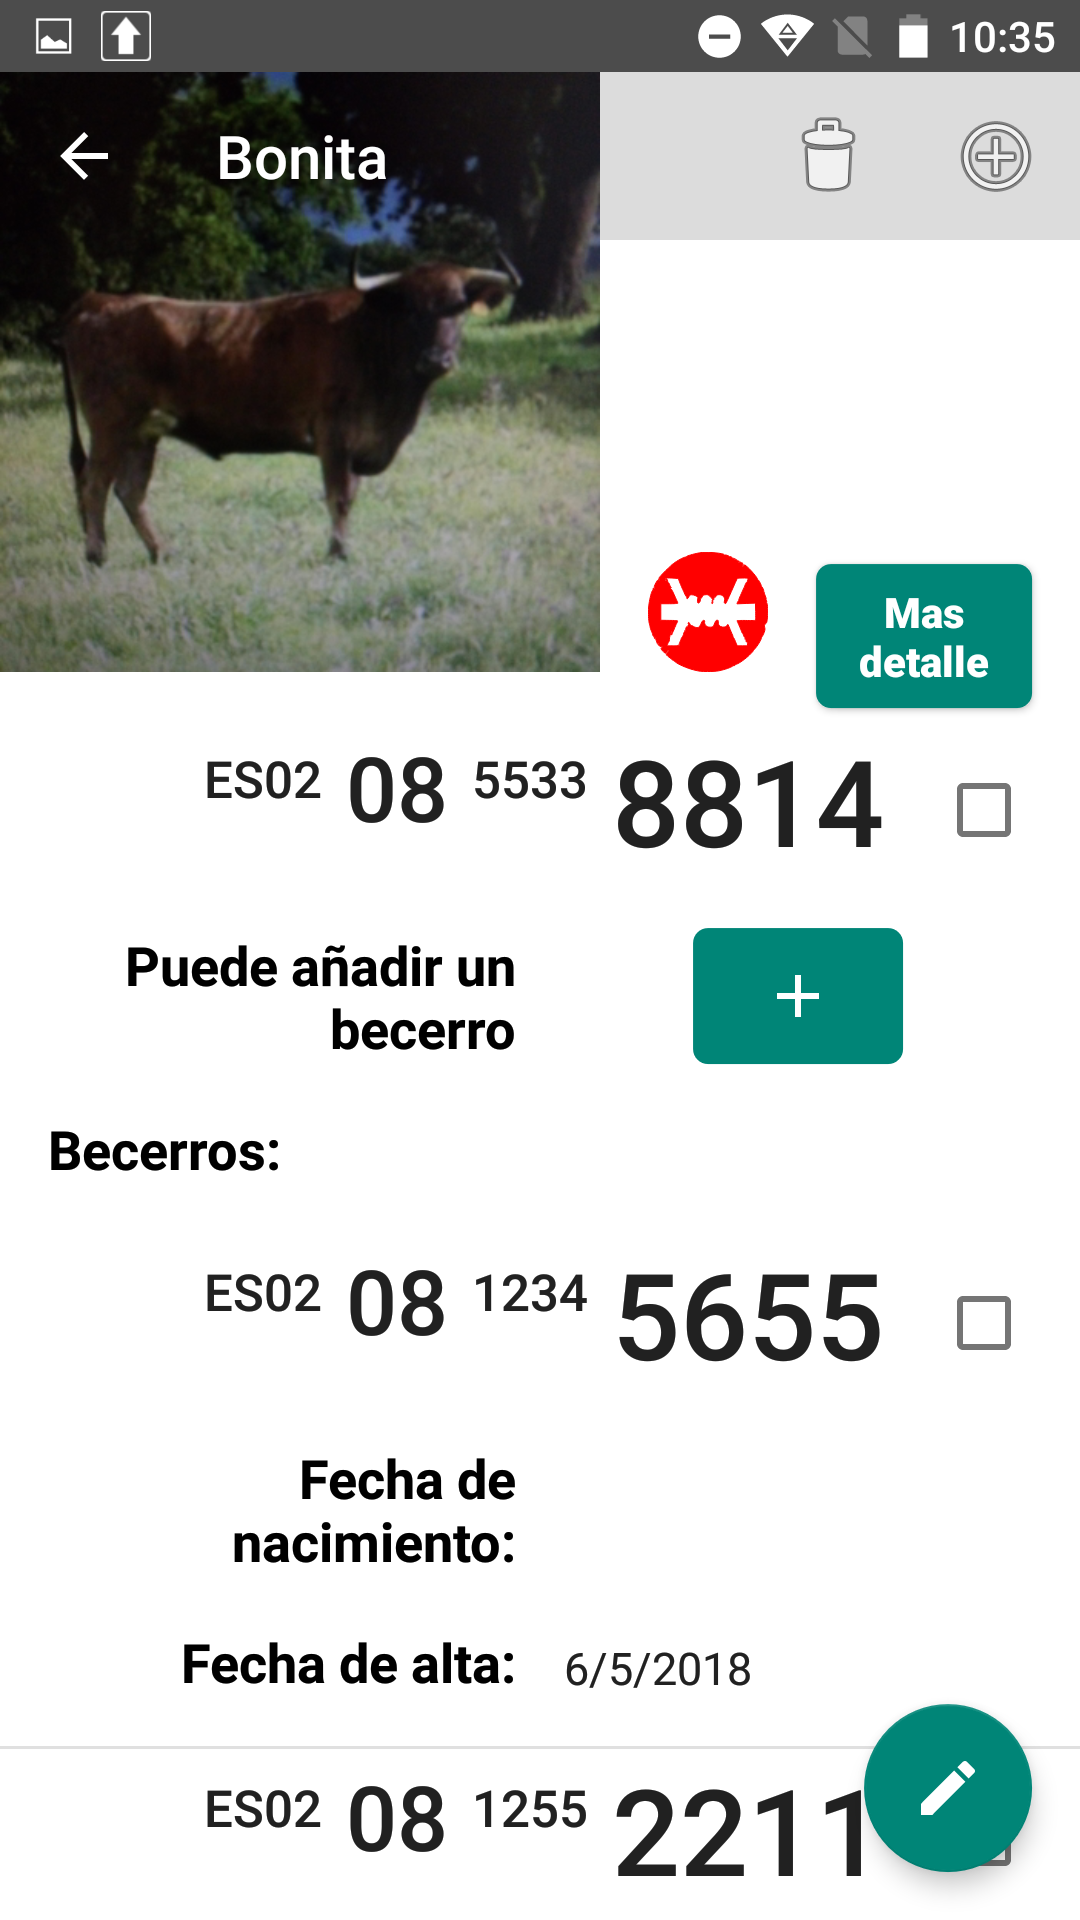 10:35
Bonita
Mas
detalle
ES02 08 5533 8814
Puede añadir un
becerro
Becerros:
ES02 08 1234 5655
Fecha de
nacimiento:
Fecha de alta: 6/5/2018
ES02 08 1255 2211